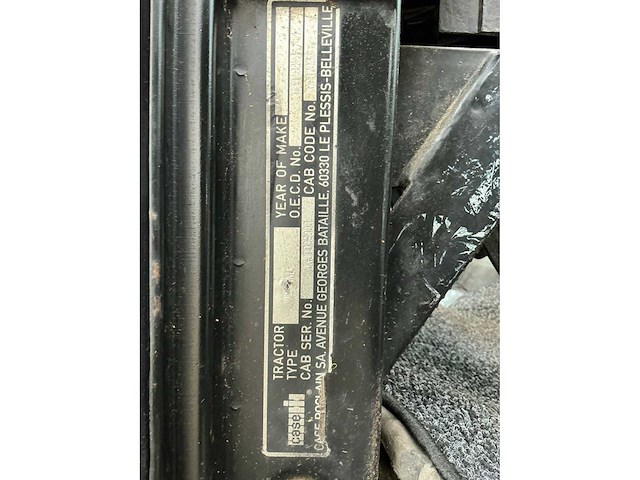 case IH
TRACTOR TYPE YEAR OF MAKE
O.E.C.D. No.
CAB SER. No. CAB CODE No.
CASE POCLAIN SA. AVENUE GEORGES BATAILLE. 60330 LE PLESSIS-BELLEVILLE